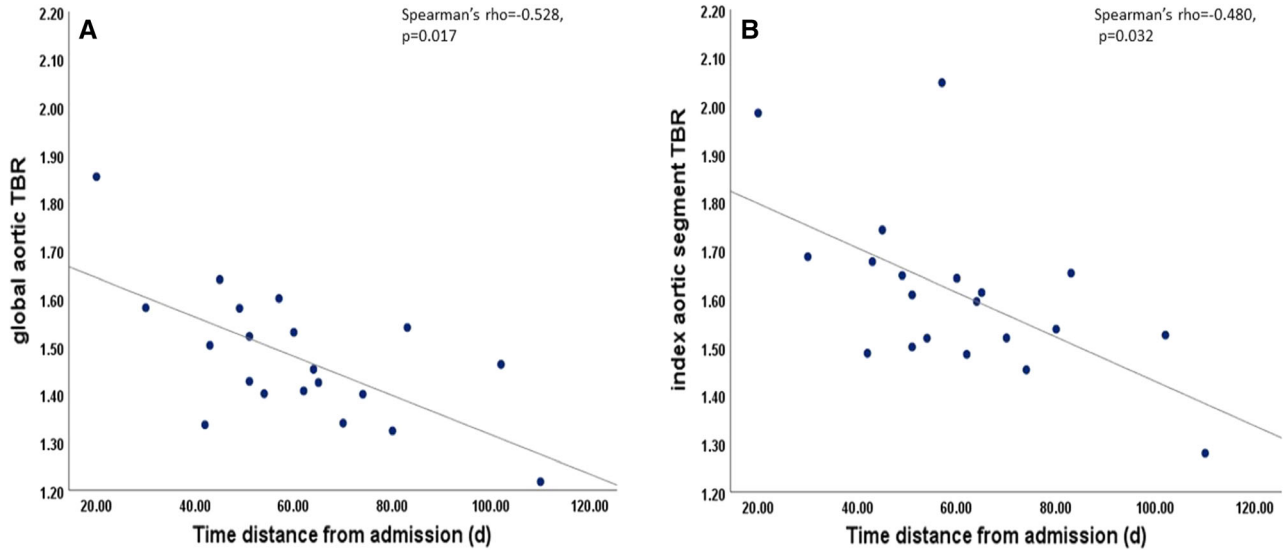 A
Spearman's rho=-0.528,
p=0.017
global aortic TBR
2.20
2.10
2.00
1.90
1.80
1.70
1.60
1.50
1.40
1.30
1.20
20.00 40.00 60.00 80.00 100.00 120.00
Time distance from admission (d)
B
Spearman's rho=-0.480,
p=0.032
index aortic segment TBR
2.20
2.10
2.00
1.90
1.80
1.70
1.60
1.50
1.40
1.30
1.20
20.00 40.00 60.00 80.00 100.00 120.00
Time distance from admission (d)